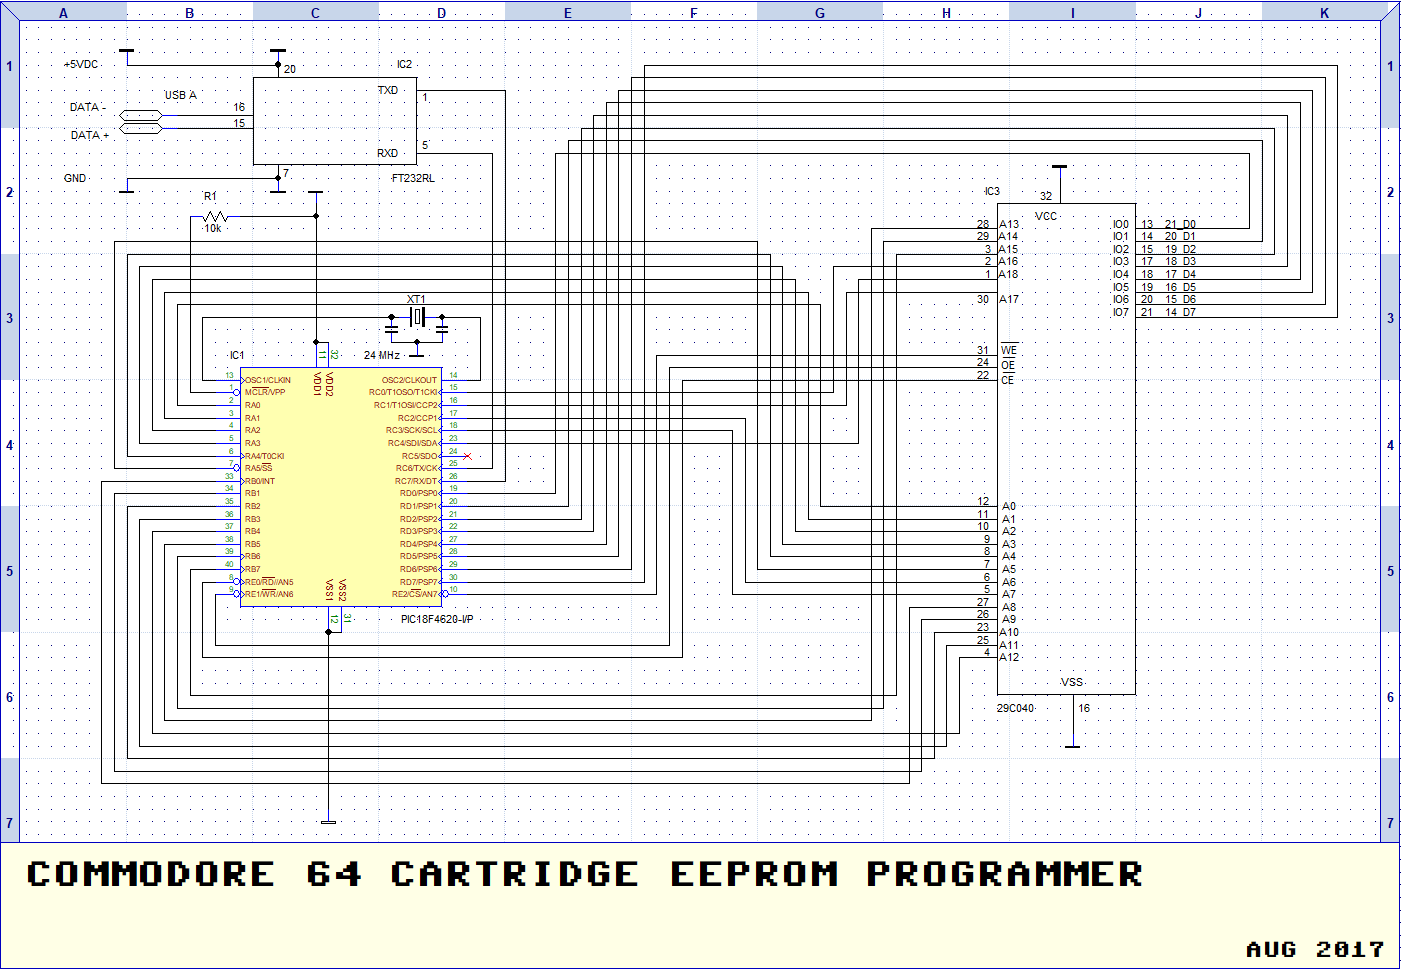 A B C D E F G H I J K
1 1
+5VDC
20
IC2
TXD
1
USB A
DATA - 16
DATA + 15
5
RXD
GND
7
FT232RL
2 2
R1
10k
IC3
32
VCC
28 A13
29 A14
3 A15
2 A16
1 A18
30 A17
IO0 13 21 D0
IO1 14 20 D1
IO2 15 19 D2
IO3 17 18 D3
IO4 18 17 D4
IO5 19 16 D5
IO6 20 15 D6
IO7 21 14 D7
3 3
XT1
24 MHz
31 WE
24 OE
22 CE
IC1
11 32
VDD1 VDD2
13 OSC1/CLKIN
1 MCLR/VPP
2 RA0
3 RA1
4 RA2
5 RA3
6 RA4/T0CKI
7 RA5/SS
33 RB0/INT
34 RB1
35 RB2
36 RB3
37 RB4
38 RB5
39 RB6
40 RB7
8 RE0/RD//AN5
9 RE1/WR/AN6
OSC2/CLKOUT 14
RC0/T1OSO/T1CKI 15
RC1/T1OSI/CCP2 16
RC2/CCP1 17
RC3/SCK/SCL 18
RC4/SDI/SDA 23
RC5/SDO 24
RC6/TX/CK 25
RC7/RX/DT 26
RD0/PSP0 19
RD1/PSP1 20
RD2/PSP2 21
RD3/PSP3 22
RD4/PSP4 27
RD5/PSP5 28
RD6/PSP6 29
RD7/PSP7 30
RE2/CS/AN7 10
VSS1 VSS2
12 31
PIC18F4620-I/P
4 4
12 A0
11 A1
10 A2
9 A3
8 A4
7 A5
6 A6
5 A7
27 A8
26 A9
23 A10
25 A11
4 A12
5 5
VSS
29C040
16
6 6
7 7
COMMODORE 64 CARTRIDGE EEPROM PROGRAMMER
AUG 2017